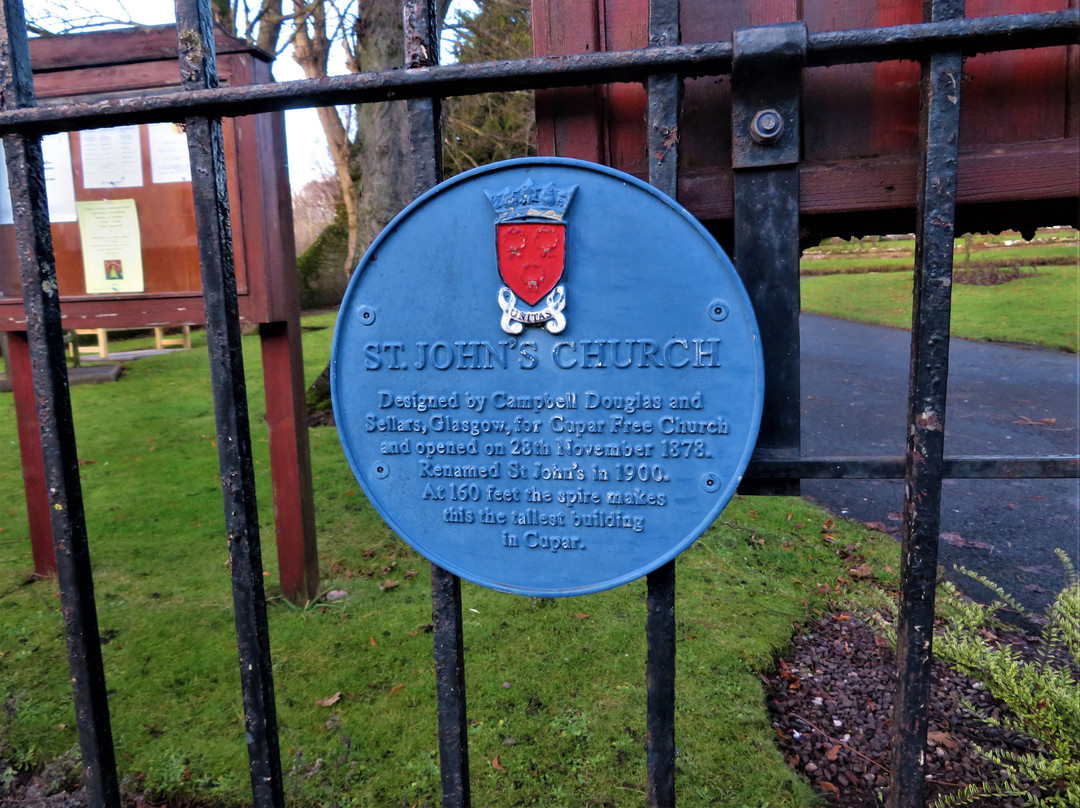 UNITAS
ST. JOHN'S CHURCH
Designed by Campbell Douglas and
Sellars, Glasgow, for Cupar Free Church
and opened on 28th November 1878.
Renamed St John's in 1900.
At 160 feet the spire makes
this the tallest building
in Cupar.